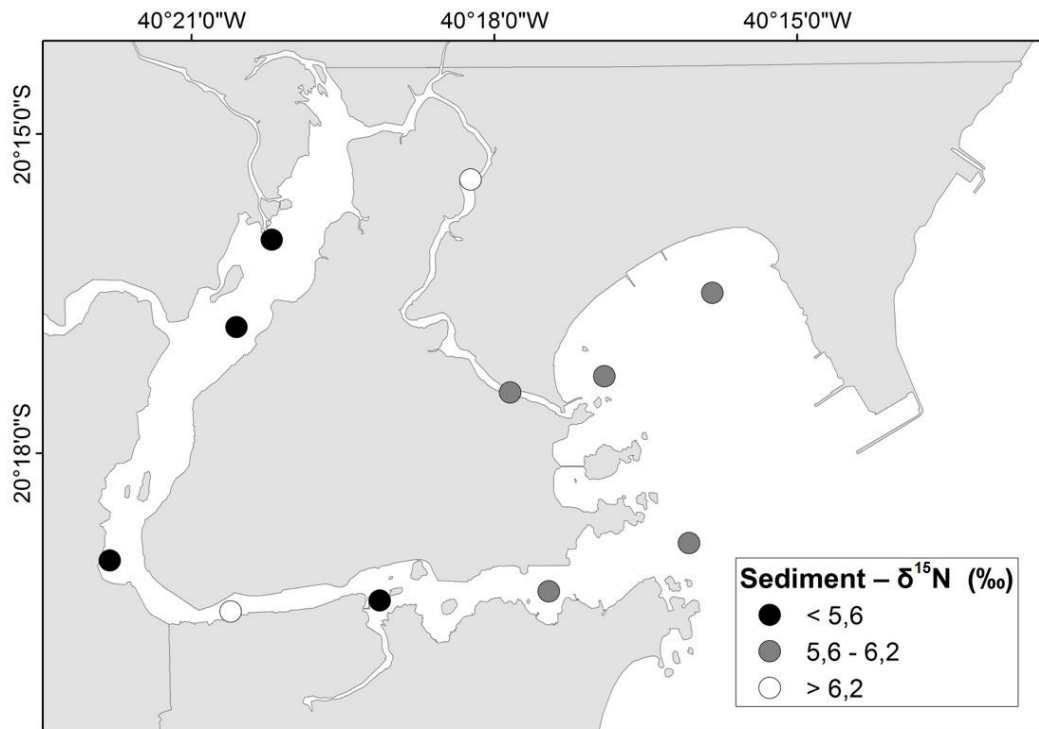 40°21'0"W 40°18'0"W 40°15'0"W
20°15'0"S
20°18'0"S
Sediment – δ¹⁵N (‰)
< 5,6
5,6 - 6,2
> 6,2